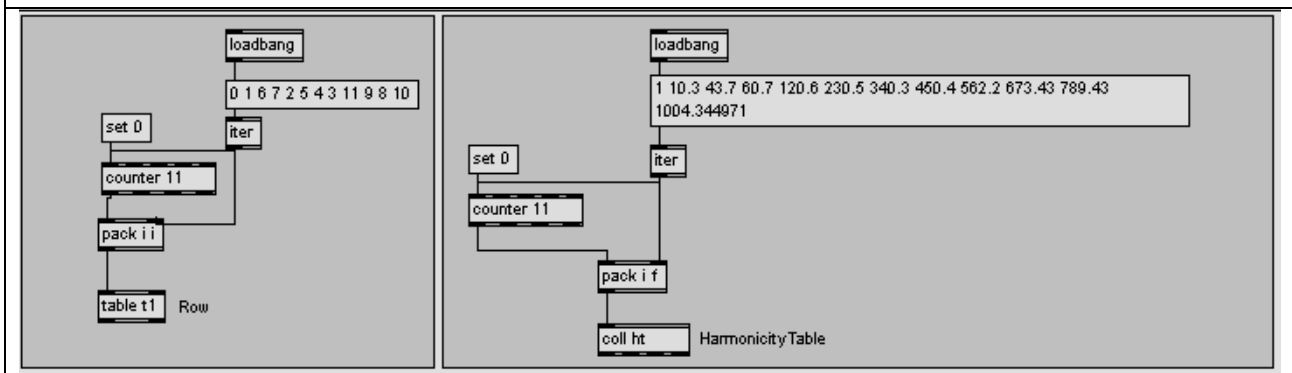 loadbang
0 1 6 7 2 5 4 3 11 9 8 10
set 0
iter
counter 11
pack i i
table t1
Row
loadbang
1 10.3 43.7 60.7 120.6 230.5 340.3 450.4 562.2 673.43 789.43
1004.344971
set 0
iter
counter 11
pack i f
coll ht
HarmonicityTable